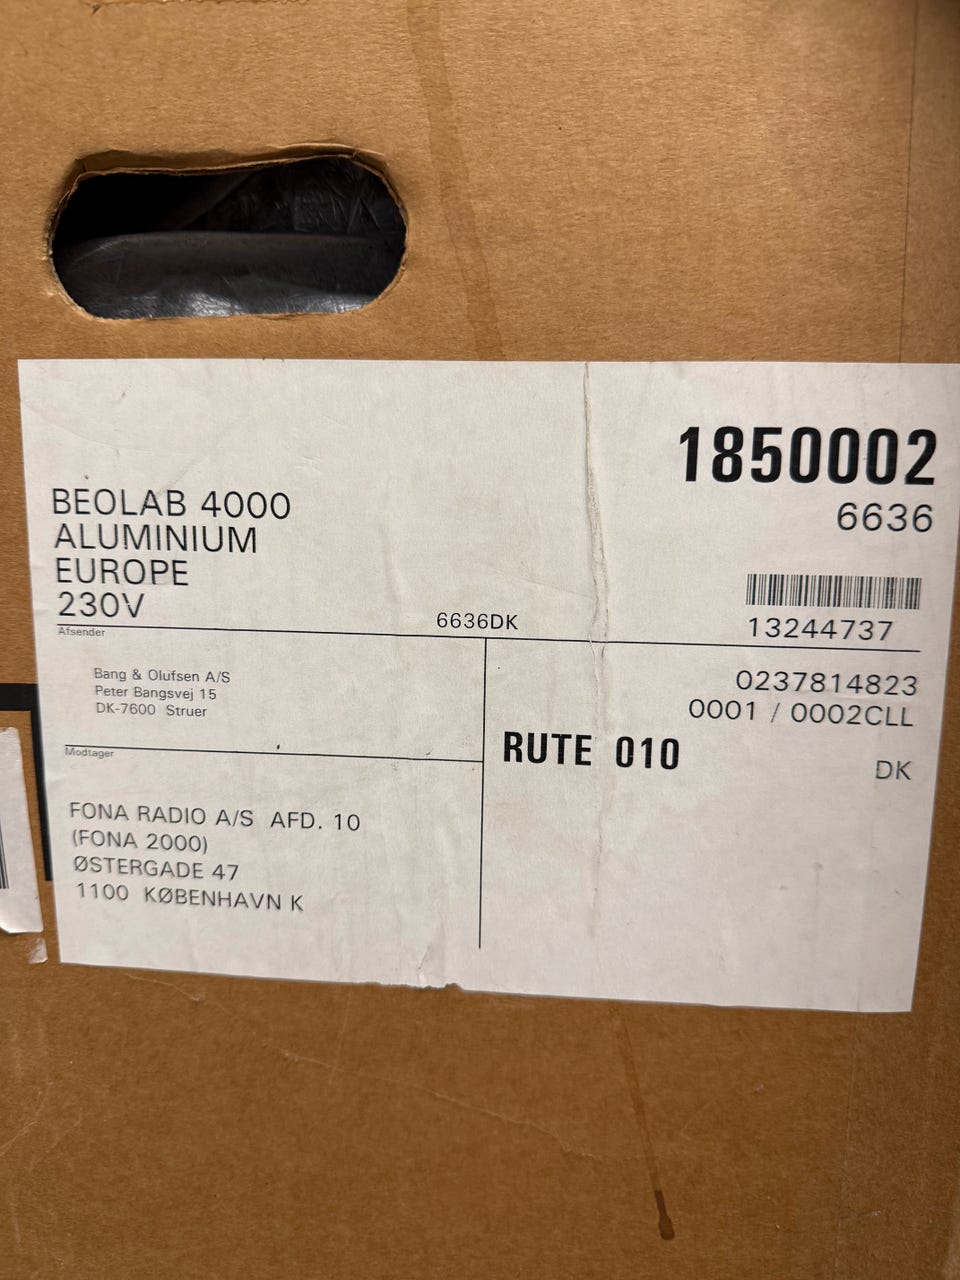 1850002
6636
BEOLAB 4000
ALUMINIUM
EUROPE
230V
6636DK
13244737
Afsender
Bang & Olufsen A/S
Peter Bangsvej 15
DK-7600 Struer
0237814823
0001 / 0002CLL
RUTE 010
DK
Modtager
FONA RADIO A/S AFD. 10
(FONA 2000)
ØSTERGADE 47
1100 KØBENHAVN K